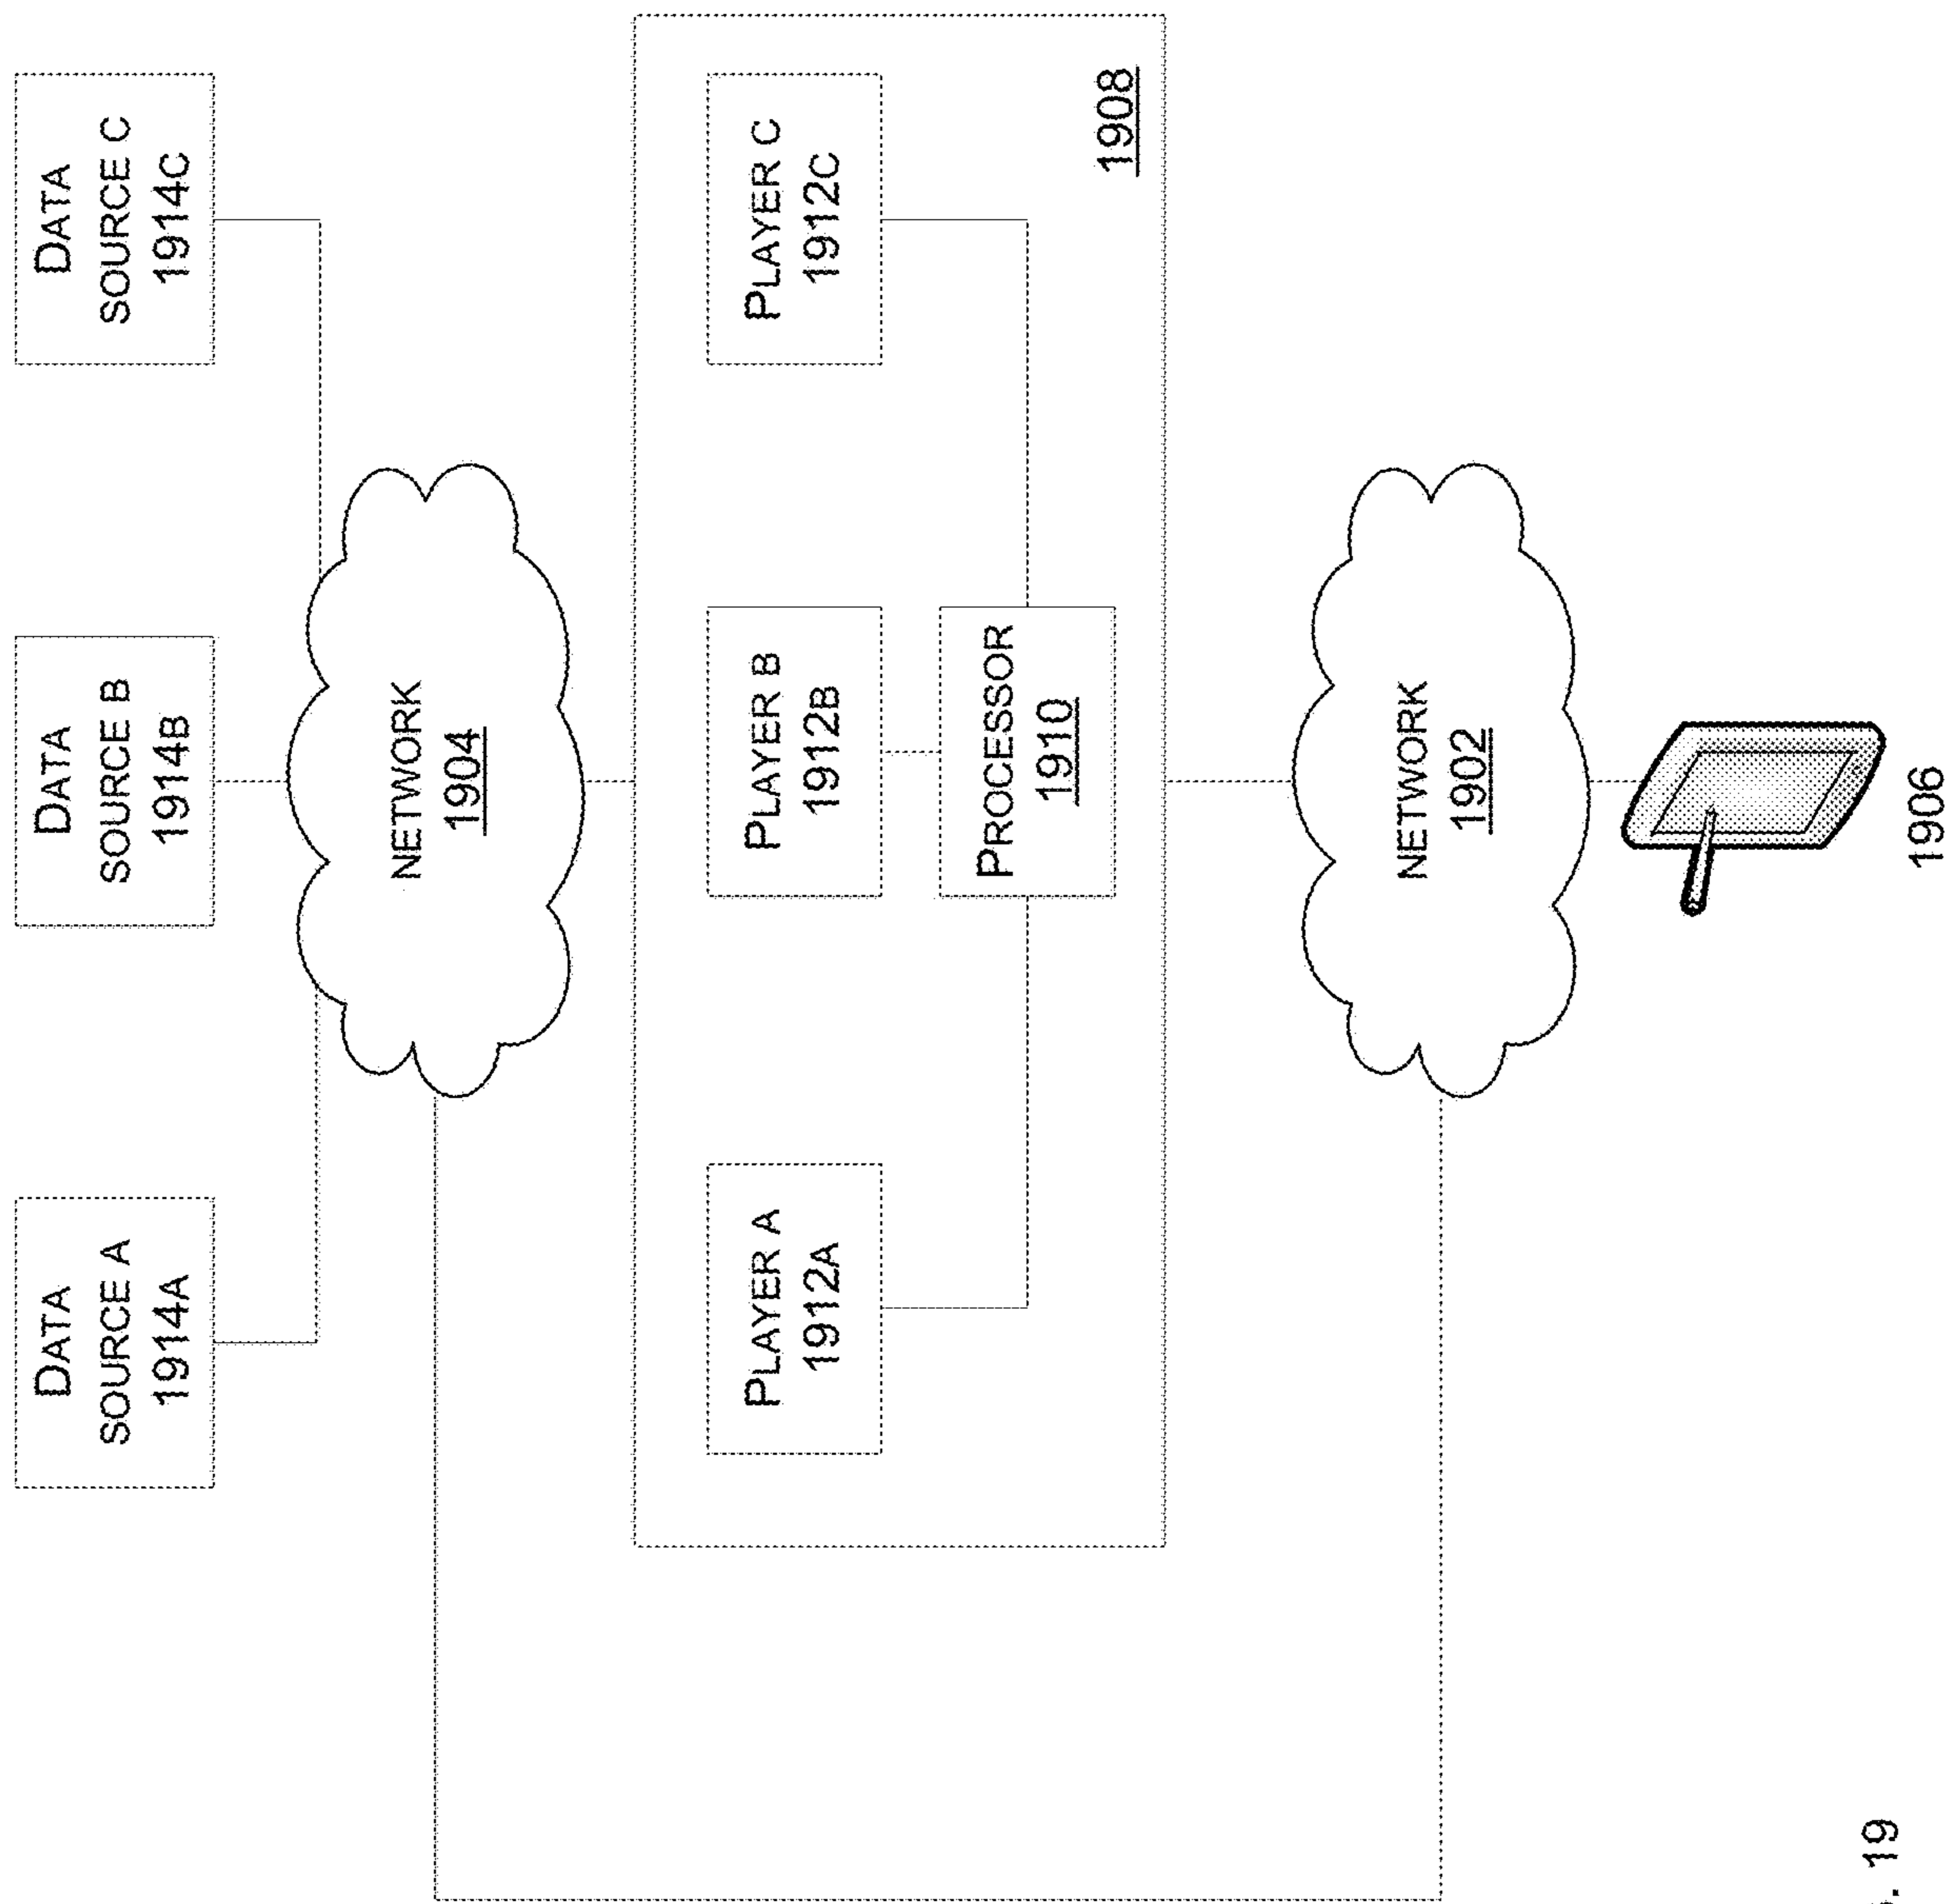 DATA
SOURCE A
1914A
DATA
SOURCE B
1914B
DATA
SOURCE C
1914C
NETWORK
1904
PLAYER A
1912A
PLAYER B
1912B
PLAYER C
1912C
PROCESSOR
1910
1908
NETWORK
1902
1906
19